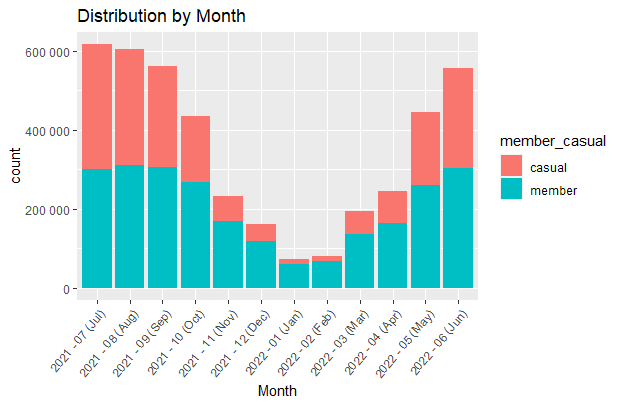 Distribution by Month
600 000
400 000
200 000
0
count
2021 - 07 (Jul)
2021 - 08 (Aug)
2021 - 09 (Sep)
2021 - 10 (Oct)
2021 - 11 (Nov)
2021 - 12 (Dec)
2022 - 01 (Jan)
2022 - 02 (Feb)
2022 - 03 (Mar)
2022 - 04 (Apr)
2022 - 05 (May)
2022 - 06 (Jun)
Month
member_casual
casual
member